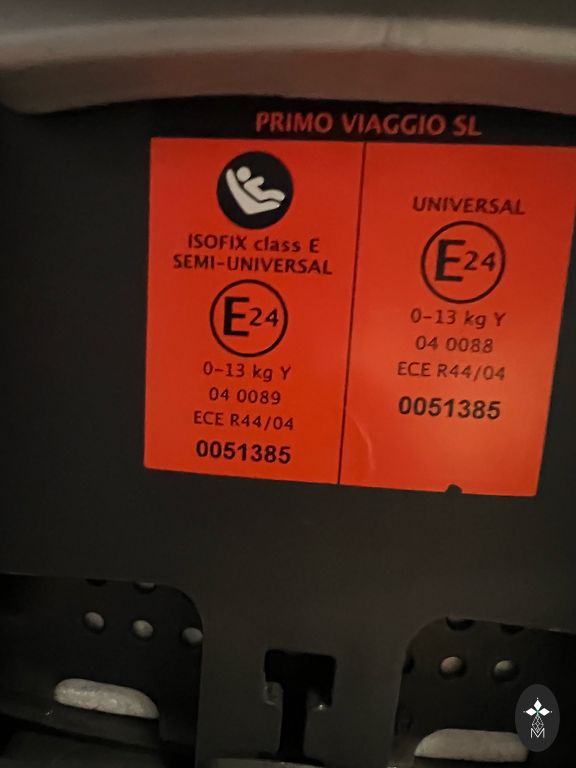 PRIMO VIAGGIO SL
ISOFIX class E
SEMI-UNIVERSAL
E24
0-13 kg Y
04 0089
ECE R44/04
0051385
UNIVERSAL
E24
0-13 kg Y
04 0088
ECE R44/04
0051385